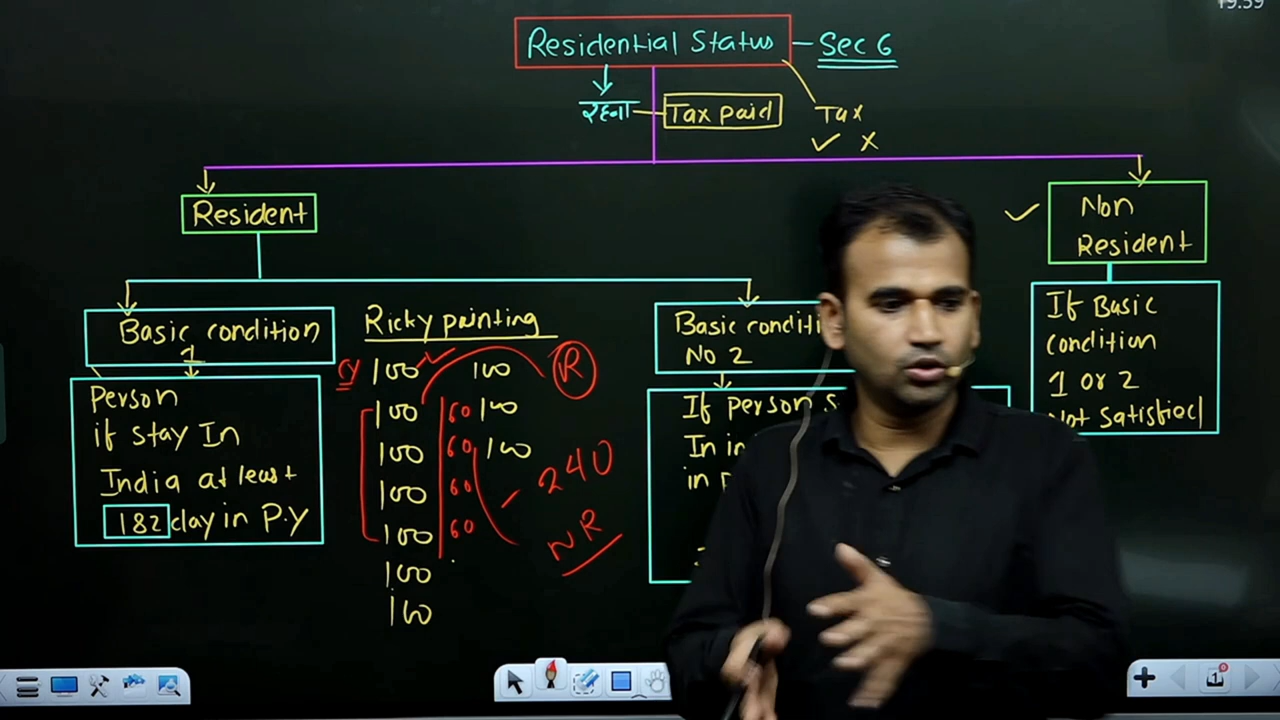 Residential Status - Sec 6
रहना - Tax paid
Tax
✓ X
Resident
Non
Resident
Basic condition
1
Person
if stay In
India at least
182 day in P.Y
Ricky painting
CY 100 ✓ 100 R
100 60 100
100 60 100
100 60
100 60
100
100
- 240
NR
Basic conditi
No 2
If person s
In in
in p
If Basic
condition
1 or 2
Not Satisfied
1